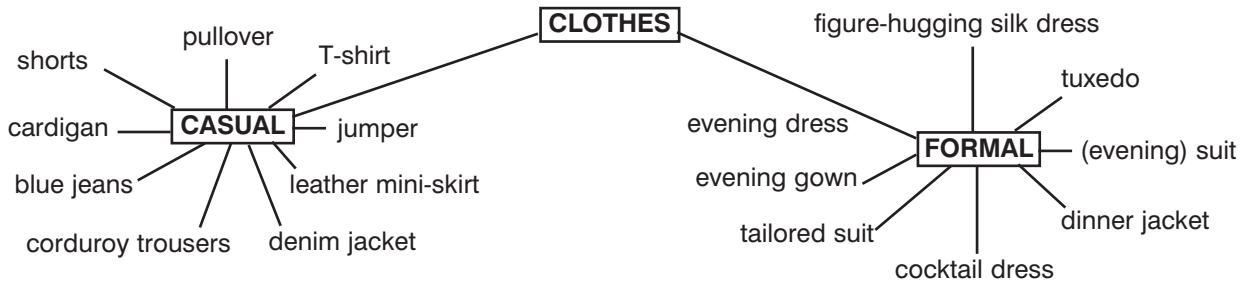 CLOTHES
pullover
shorts
T-shirt
cardigan
CASUAL
jumper
blue jeans
leather mini-skirt
corduroy trousers
denim jacket
figure-hugging silk dress
tuxedo
evening dress
FORMAL
(evening) suit
evening gown
tailored suit
dinner jacket
cocktail dress